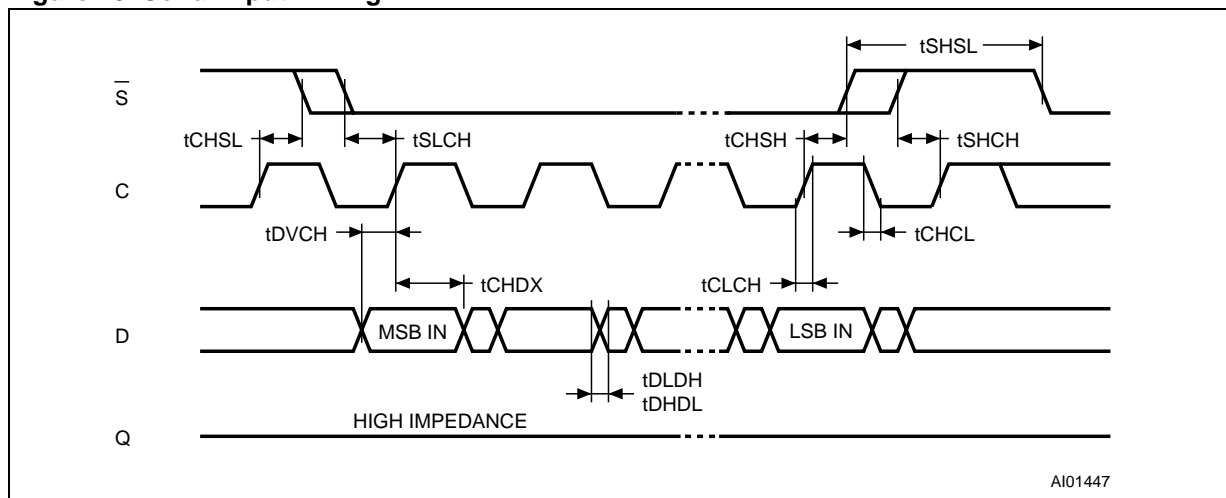 tSHSL
S
tCHSL
tSLCH
tCHSH
tSHCH
C
tDVCH
tCHCL
tCHDX
tCLCH
D
MSB IN
LSB IN
tDLDH
tDHDL
HIGH IMPEDANCE
Q
AI01447